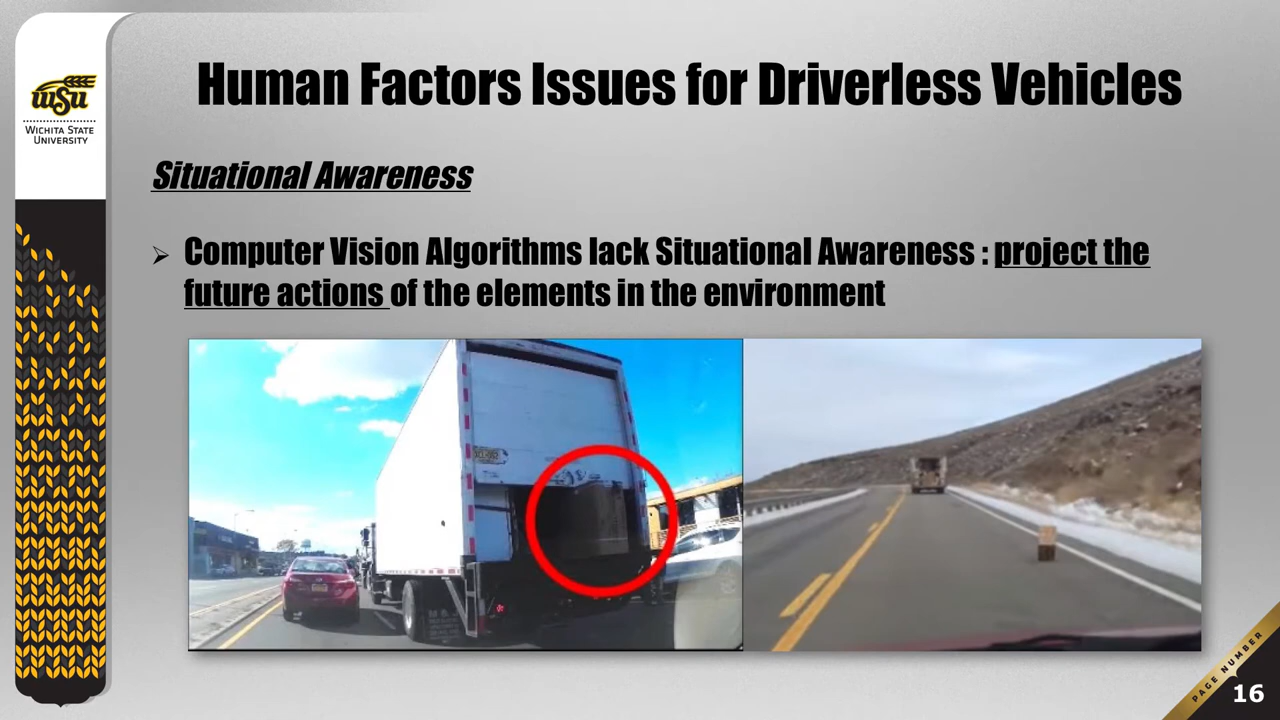 wsu
WICHITA STATE
UNIVERSITY
Human Factors Issues for Driverless Vehicles
Situational Awareness
Computer Vision Algorithms lack Situational Awareness : project the
future actions of the elements in the environment
PAGE NUMBER
16